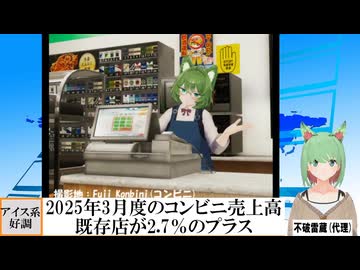 撮影地：Fuji Konbini(コンビニ)
アイス系
好調
2025年3月度のコンビニ売上高
既存店が2.7％のプラス
不破雷蔵(代理)